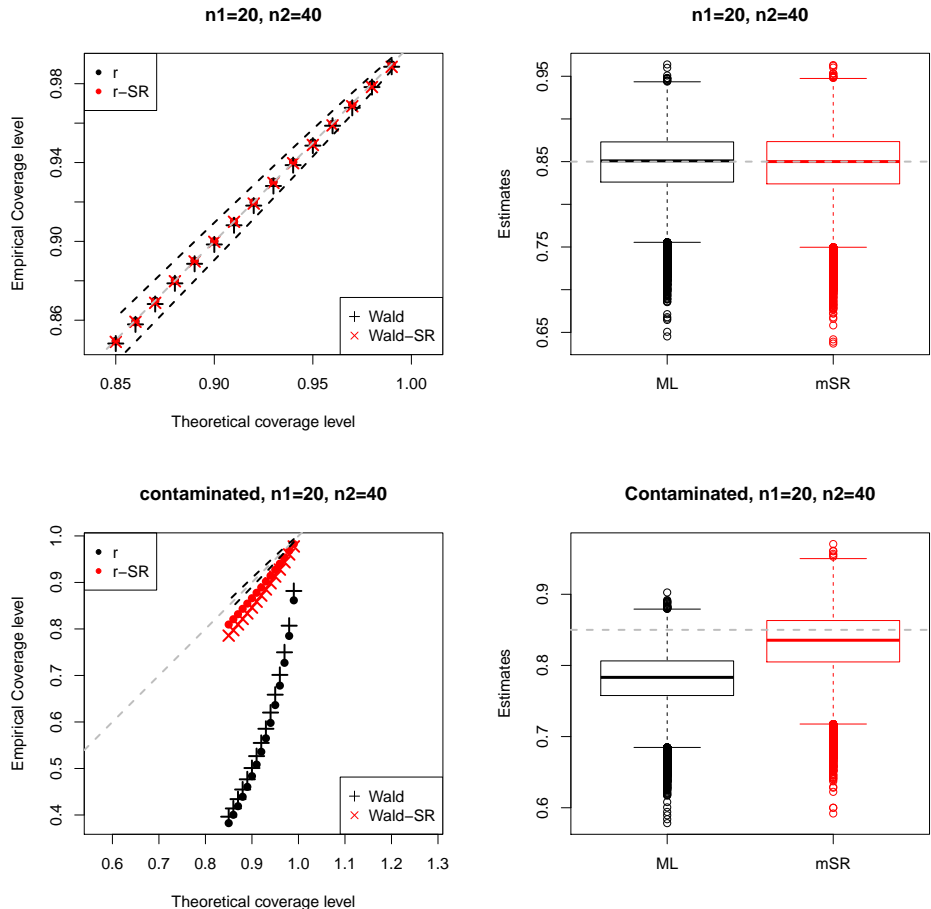 n1=20, n2=40
Empirical Coverage level
0.98
0.94
0.90
0.86
r
r−SR
Wald
Wald−SR
0.85
0.90
0.95
1.00
Theoretical coverage level
n1=20, n2=40
Estimates
0.95
0.85
0.75
0.65
ML
mSR
contaminated, n1=20, n2=40
Empirical Coverage level
1.0
0.9
0.8
0.7
0.6
0.5
0.4
r
r−SR
Wald
Wald−SR
0.6
0.7
0.8
0.9
1.0
1.1
1.2
1.3
Theoretical coverage level
Contaminated, n1=20, n2=40
Estimates
0.9
0.8
0.7
0.6
ML
mSR